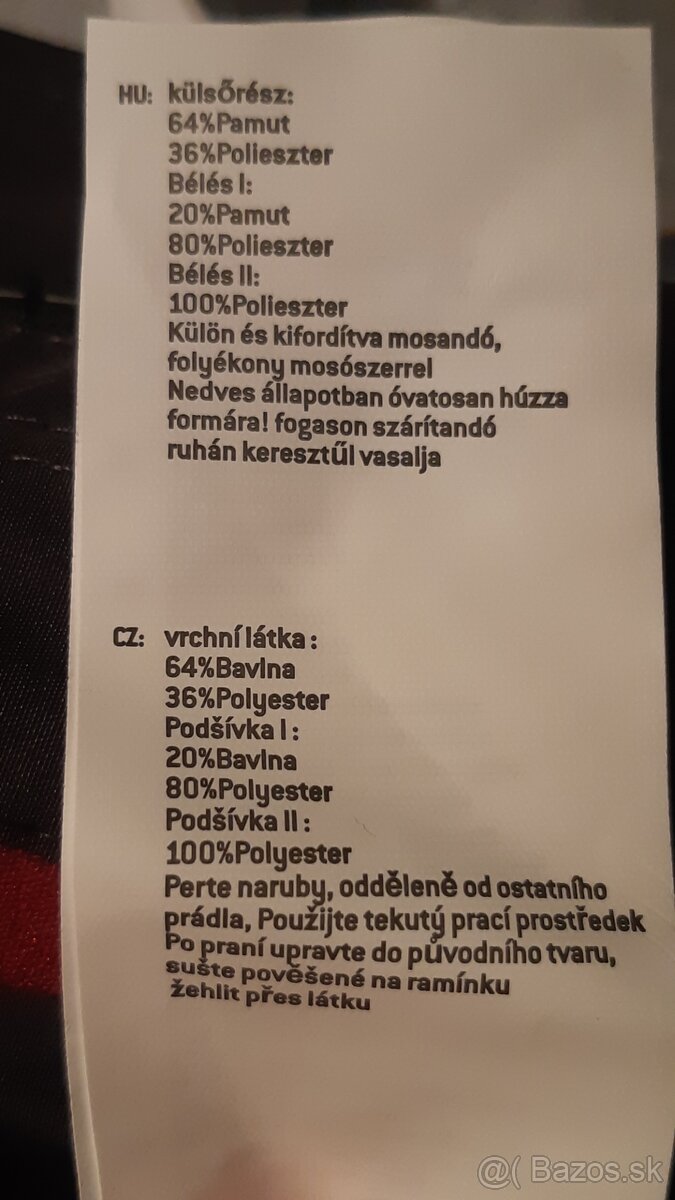 HU: külsőrész:
64%Pamut
36%Polieszter
Bélés I:
20%Pamut
80%Polieszter
Bélés II:
100%Polieszter
Külön és kifordítva mosandó,
folyékony mosószerrel
Nedves állapotban óvatosan húzza
formára! fogason szárítandó
ruhán keresztűl vasalja
CZ: vrchní látka :
64%Bavlna
36%Polyester
Podšívka I :
20%Bavlna
80%Polyester
Podšívka II :
100%Polyester
Perte naruby, odděleně od ostatního
prádla, Použijte tekutý prací prostředek
Po praní upravte do původního tvaru,
sušte pověšené na ramínku
žehlit přes látku
@( Bazos.sk